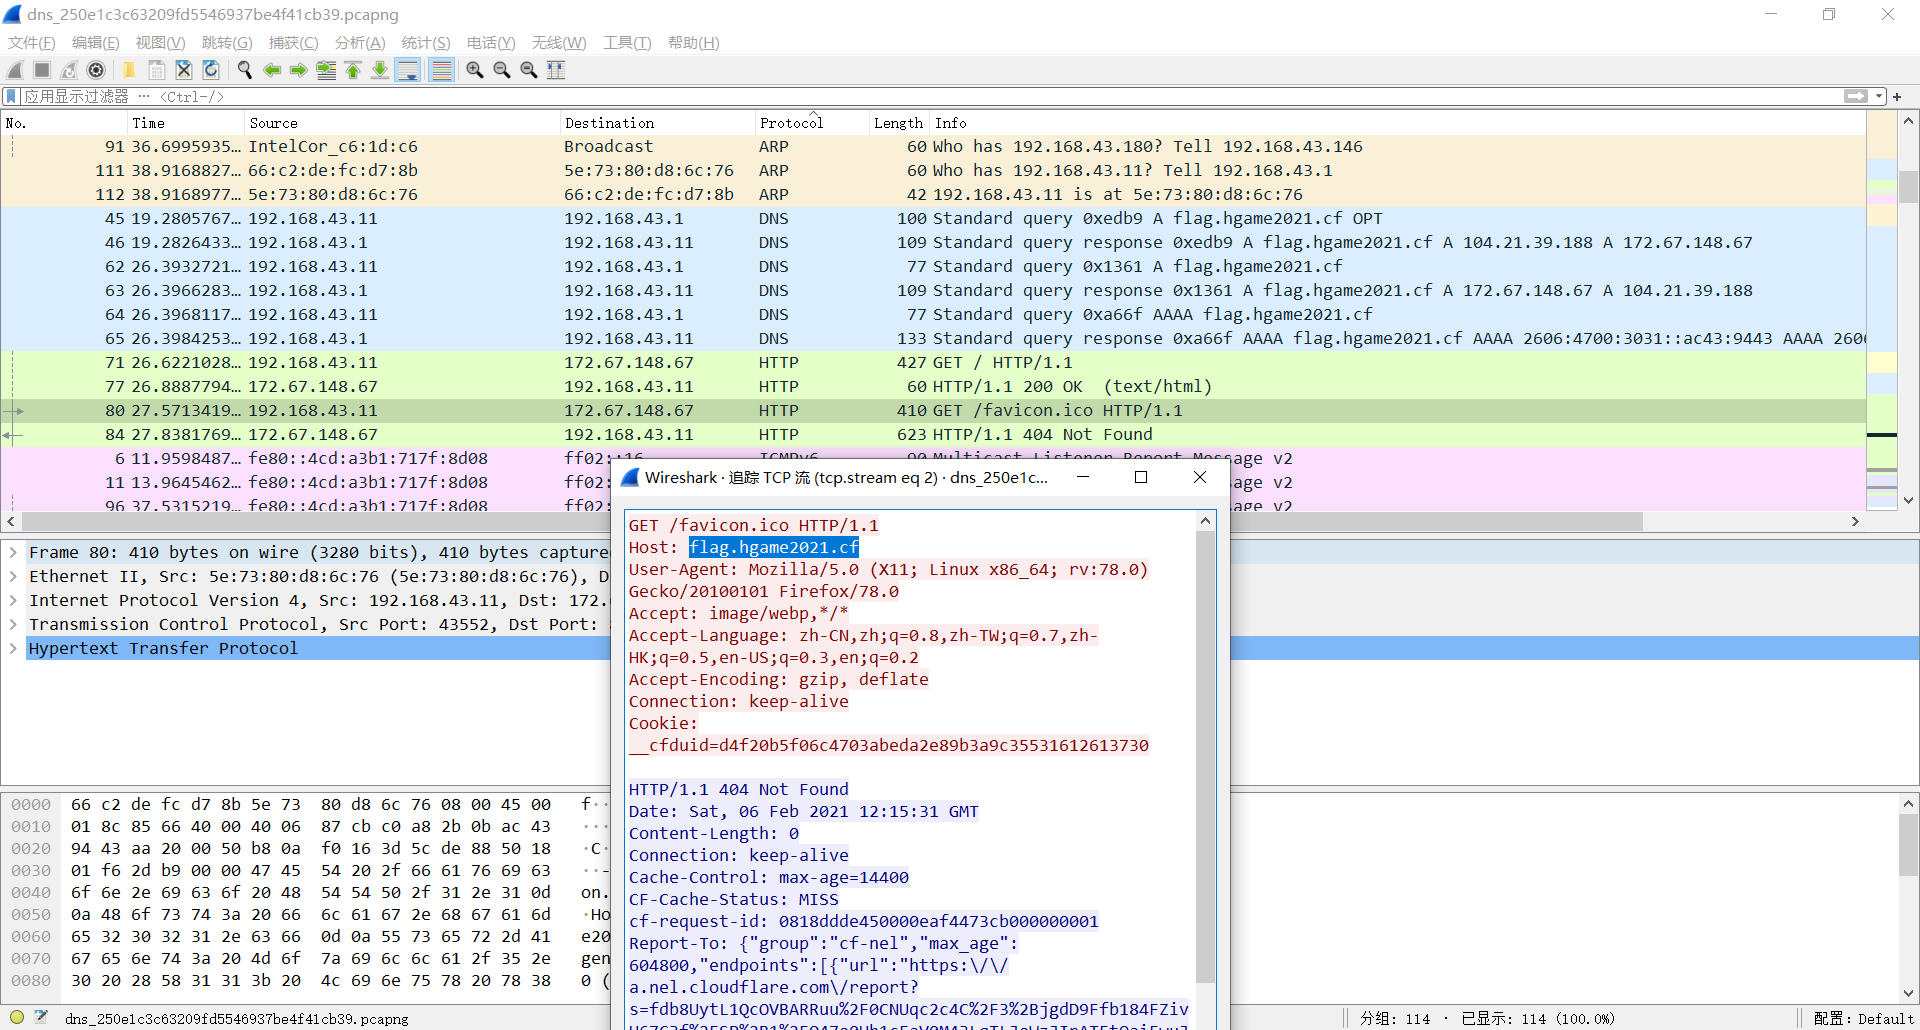 dns_250e1c3c63209fd5546937be4f41cb39.pcapng
文件(F) 编辑(E) 视图(V) 跳转(G) 捕获(C) 分析(A) 统计(S) 电话(Y) 无线(W) 工具(T) 帮助(H)
应用显示过滤器 … <Ctrl-/>
No. Time Source Destination Protocol Length Info
91 36.6995935… IntelCor_c6:1d:c6 Broadcast ARP 60 Who has 192.168.43.180? Tell 192.168.43.146
111 38.9168827… 66:c2:de:fc:d7:8b 5e:73:80:d8:6c:76 ARP 60 Who has 192.168.43.11? Tell 192.168.43.1
112 38.9168977… 5e:73:80:d8:6c:76 66:c2:de:fc:d7:8b ARP 42 192.168.43.11 is at 5e:73:80:d8:6c:76
45 19.2805767… 192.168.43.11 192.168.43.1 DNS 100 Standard query 0xedb9 A flag.hgame2021.cf OPT
46 19.2826433… 192.168.43.1 192.168.43.11 DNS 109 Standard query response 0xedb9 A flag.hgame2021.cf A 104.21.39.188 A 172.67.148.67
62 26.3932721… 192.168.43.11 192.168.43.1 DNS 77 Standard query 0x1361 A flag.hgame2021.cf
63 26.3966283… 192.168.43.1 192.168.43.11 DNS 109 Standard query response 0x1361 A flag.hgame2021.cf A 172.67.148.67 A 104.21.39.188
64 26.3968117… 192.168.43.11 192.168.43.1 DNS 77 Standard query 0xa66f AAAA flag.hgame2021.cf
65 26.3984253… 192.168.43.1 192.168.43.11 DNS 133 Standard query response 0xa66f AAAA flag.hgame2021.cf AAAA 2606:4700:3031::ac43:9443 AAAA 260
71 26.6221028… 192.168.43.11 172.67.148.67 HTTP 427 GET / HTTP/1.1
77 26.8887794… 172.67.148.67 192.168.43.11 HTTP 60 HTTP/1.1 200 OK (text/html)
80 27.5713419… 192.168.43.11 172.67.148.67 HTTP 410 GET /favicon.ico HTTP/1.1
84 27.8381769… 172.67.148.67 192.168.43.11 HTTP 623 HTTP/1.1 404 Not Found
6 11.9598487… fe80::4cd:a3b1:717f:8d08 ff02::16 ICMPv6 90 Multicast Listener Report Message v2
11 13.9645462… fe80::4cd:a3b1:717f:8d08 ff02: age v2
96 37.5315219… fe80::4cd:a3b1:717f:8d08 ff02: age v2
Wireshark · 追踪 TCP 流 (tcp.stream eq 2) · dns_250e1c…
GET /favicon.ico HTTP/1.1
Host: flag.hgame2021.cf
User-Agent: Mozilla/5.0 (X11; Linux x86_64; rv:78.0)
Gecko/20100101 Firefox/78.0
Accept: image/webp,*/*
Accept-Language: zh-CN,zh;q=0.8,zh-TW;q=0.7,zh-
HK;q=0.5,en-US;q=0.3,en;q=0.2
Accept-Encoding: gzip, deflate
Connection: keep-alive
Cookie:
__cfduid=d4f20b5f06c4703abeda2e89b3a9c35531612613730
HTTP/1.1 404 Not Found
Date: Sat, 06 Feb 2021 12:15:31 GMT
Content-Length: 0
Connection: keep-alive
Cache-Control: max-age=14400
CF-Cache-Status: MISS
cf-request-id: 0818ddde450000eaf4473cb000000001
Report-To: {"group":"cf-nel","max_age":
604800,"endpoints":[{"url":"https:\/\/
a.nel.cloudflare.com\/report?
s=fdb8UytL1QcOVBARRuu%2F0CNUqc2c4C%2F3%2BjgdD9Ffb184FZiv
Frame 80: 410 bytes on wire (3280 bits), 410 bytes capture
Ethernet II, Src: 5e:73:80:d8:6c:76 (5e:73:80:d8:6c:76), D
Internet Protocol Version 4, Src: 192.168.43.11, Dst: 172.
Transmission Control Protocol, Src Port: 43552, Dst Port:
Hypertext Transfer Protocol
0000 66 c2 de fc d7 8b 5e 73 80 d8 6c 76 08 00 45 00 f··
0010 01 8c 85 66 40 00 40 06 87 cb c0 a8 2b 0b ac 43 ···
0020 94 43 aa 20 00 50 b8 0a f0 16 3d 5c de 88 50 18 ·C·
0030 01 f6 2d b9 00 00 47 45 54 20 2f 66 61 76 69 63 ··-
0040 6f 6e 2e 69 63 6f 20 48 54 54 50 2f 31 2e 31 0d on.
0050 0a 48 6f 73 74 3a 20 66 6c 61 67 2e 68 67 61 6d ·Ho
0060 65 32 30 32 31 2e 63 66 0d 0a 55 73 65 72 2d 41 e20
0070 67 65 6e 74 3a 20 4d 6f 7a 69 6c 6c 61 2f 35 2e gen
0080 30 20 28 58 31 31 3b 20 4c 69 6e 75 78 20 78 38 0 (
dns_250e1c3c63209fd5546937be4f41cb39.pcapng 分组: 114 · 已显示: 114 (100.0%) 配置: Default